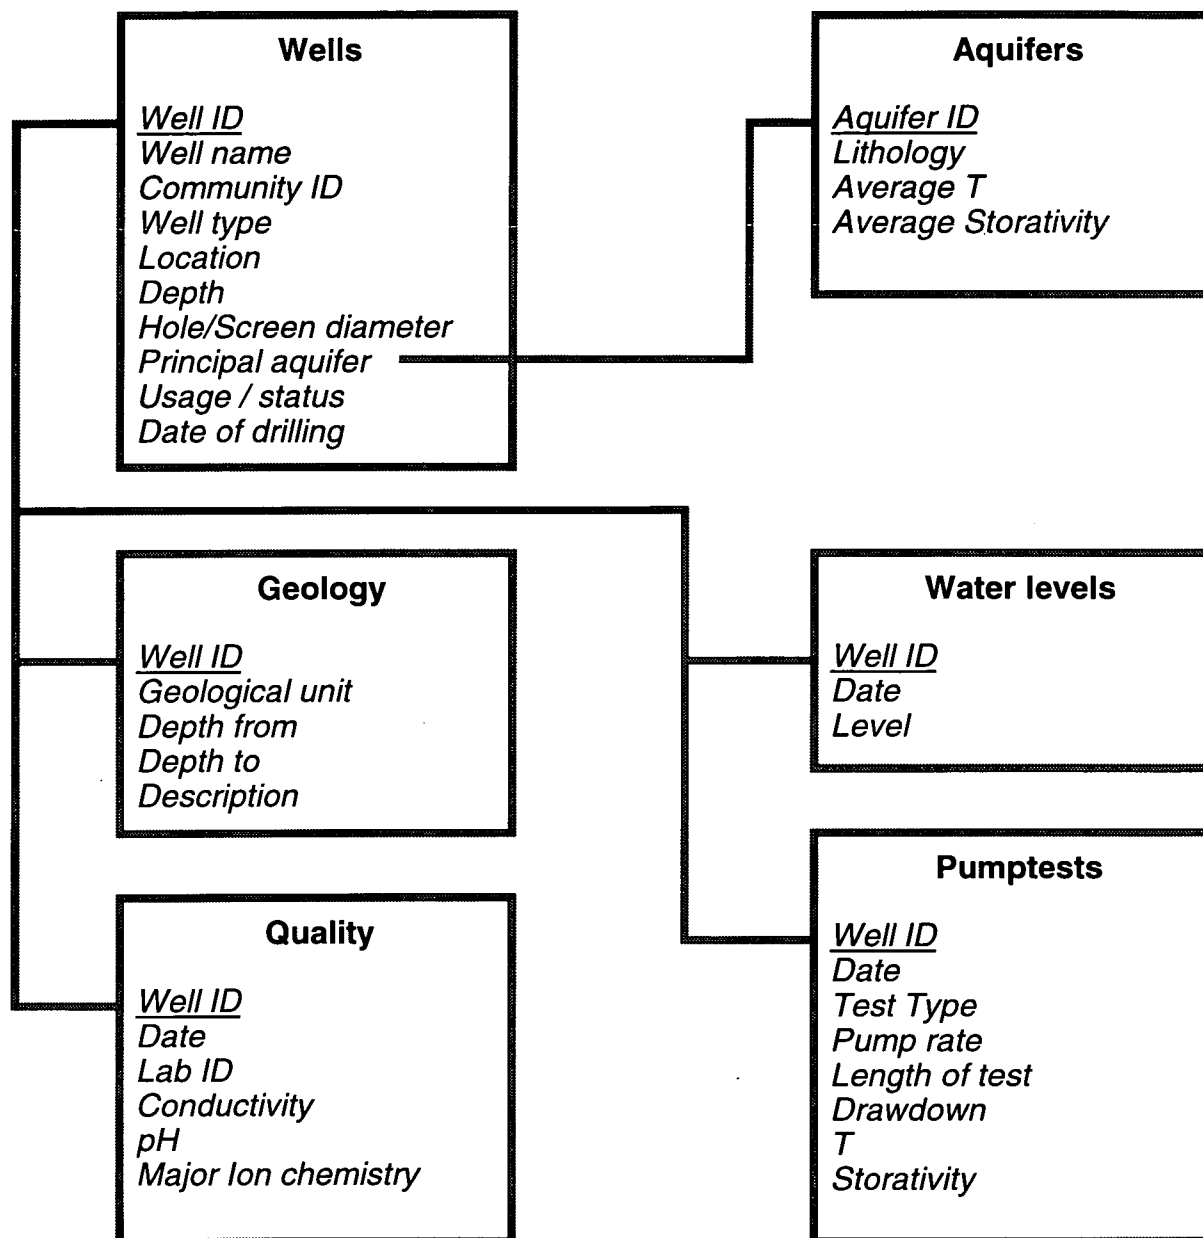 Wells
Well ID
Well name
Community ID
Well type
Location
Depth
Hole/Screen diameter
Principal aquifer
Usage / status
Date of drilling
Aquifers
Aquifer ID
Lithology
Average T
Average Storativity
Geology
Well ID
Geological unit
Depth from
Depth to
Description
Water levels
Well ID
Date
Level
Quality
Well ID
Date
Lab ID
Conductivity
pH
Major Ion chemistry
Pumptests
Well ID
Date
Test Type
Pump rate
Length of test
Drawdown
T
Storativity